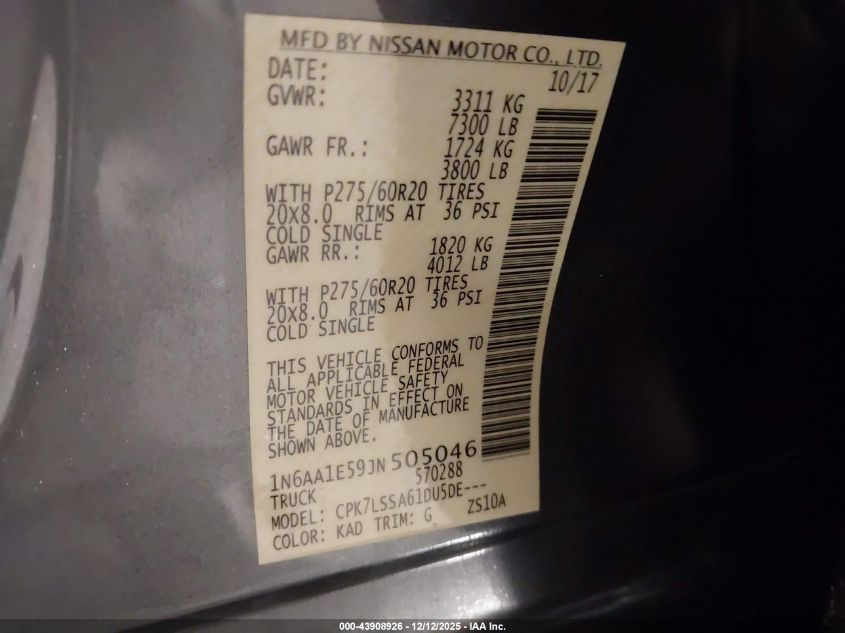 MFD BY NISSAN MOTOR CO., LTD.
DATE: 10/17
GVWR: 3311 KG
7300 LB
GAWR FR.: 1724 KG
3800 LB
WITH P275/60R20 TIRES
20X8.0 RIMS AT 36 PSI
COLD SINGLE
GAWR RR.: 1820 KG
4012 LB
WITH P275/60R20 TIRES
20X8.0 RIMS AT 36 PSI
COLD SINGLE
THIS VEHICLE CONFORMS TO
ALL APPLICABLE FEDERAL
MOTOR VEHICLE SAFETY
STANDARDS IN EFFECT ON
THE DATE OF MANUFACTURE
SHOWN ABOVE.
1N6AA1E59JN505046
TRUCK 570288
MODEL: CPK7LSSA61DU5DE---
COLOR: KAD TRIM: G ZS10A
000-43908926 - 12/12/2025 - IAA Inc.